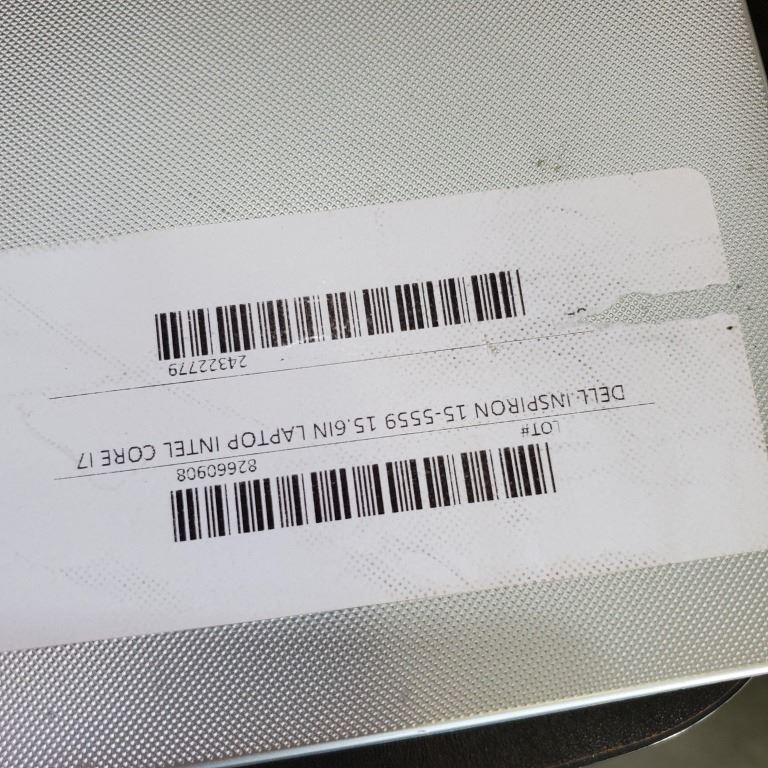 LOT#
82660908
DELL INSPIRON 15-5559 15.6IN LAPTOP INTEL CORE I7
24322779